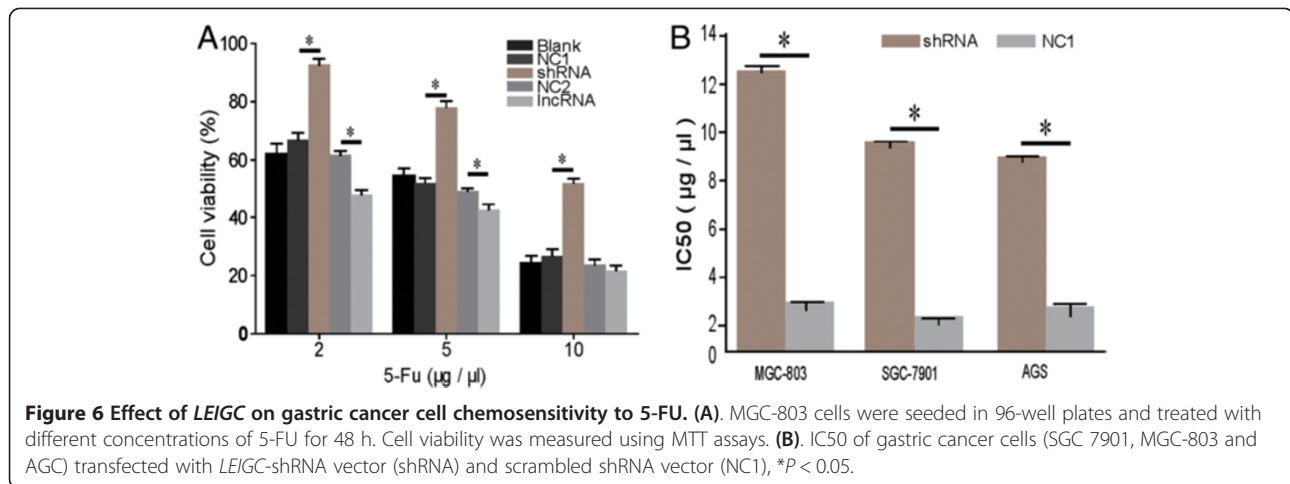 A
100
80
60
40
20
0
Cell viability (%)
* * * * *
Blank
NC1
shRNA
NC2
lncRNA
2 5 10
5-Fu (µg / µl)
B
14
12
10
8
6
4
2
0
IC50 ( µg / µl)
shRNA NC1
* * *
MGC-803 SGC-7901 AGS
Figure 6 Effect of LEIGC on gastric cancer cell chemosensitivity to 5-FU. (A). MGC-803 cells were seeded in 96-well plates and treated with
different concentrations of 5-FU for 48 h. Cell viability was measured using MTT assays. (B). IC50 of gastric cancer cells (SGC 7901, MGC-803 and
AGC) transfected with LEIGC-shRNA vector (shRNA) and scrambled shRNA vector (NC1), *P < 0.05.